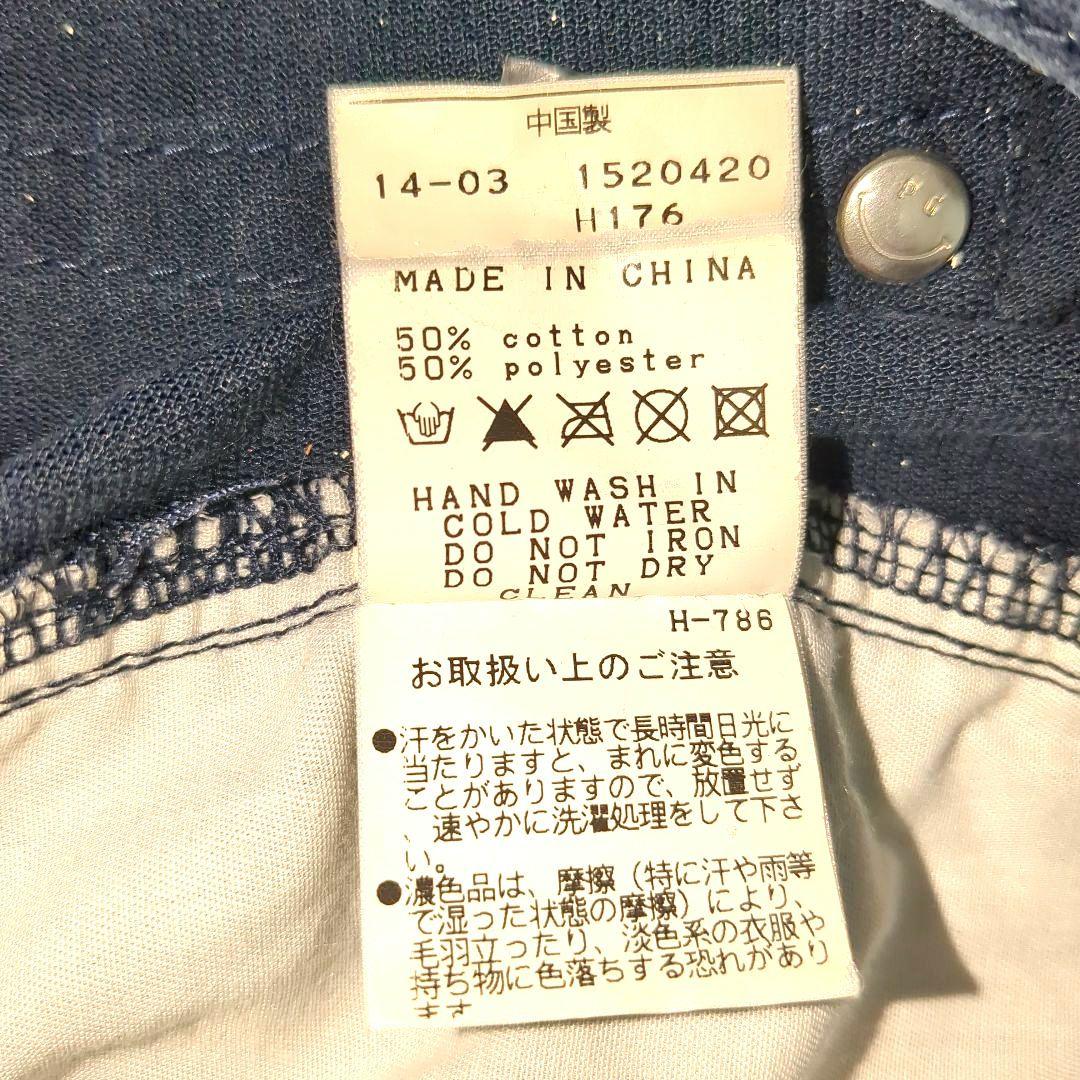 中国製
14-03 1520420
H176
P G
MADE IN CHINA
50% cotton
50% polyester
HAND WASH IN
COLD WATER
DO NOT IRON
DO NOT DRY
CLEAN
H-786
お取扱い上のご注意
●汗をかいた状態で長時間日光に
当たりますと、まれに変色する
ことがありますので、放置せず
、速やかに洗濯処理をして下さ
い。
●濃色品は、摩擦（特に汗や雨等
で湿った状態の摩擦）により、
毛羽立ったり、淡色系の衣服や
持ち物に色落ちする恐れがあり
ます